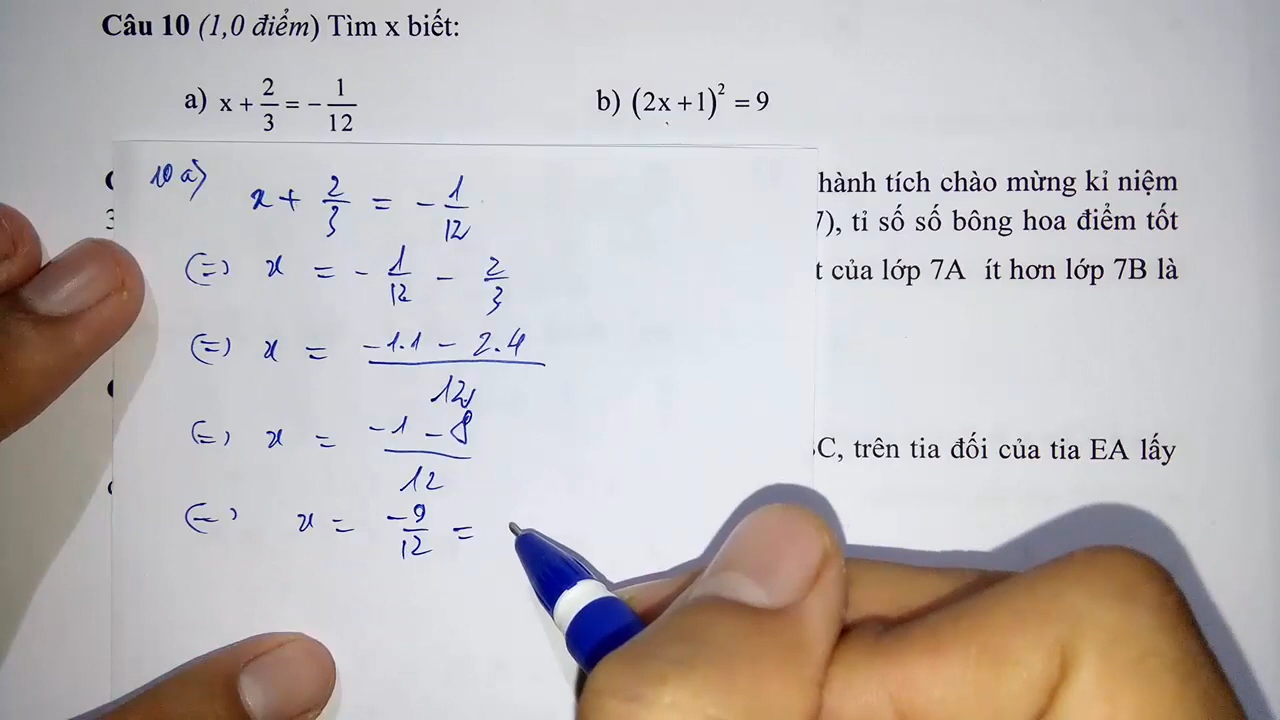 Câu 10 (1,0 điểm) Tìm x biết:
a) x + 2/3 = - 1/12
b) (2x+1)² = 9
10 a) x + 2/3 = - 1/12
(=) x = - 1/12 - 2/3
(=) x = (-1.1 - 2.4)/12
(=) x = (-1 - 8)/12
(=) x = -9/12 =
hành tích chào mừng kỉ niệm
7), tỉ số số bông hoa điểm tốt
t của lớp 7A ít hơn lớp 7B là
C, trên tia đối của tia EA lấy